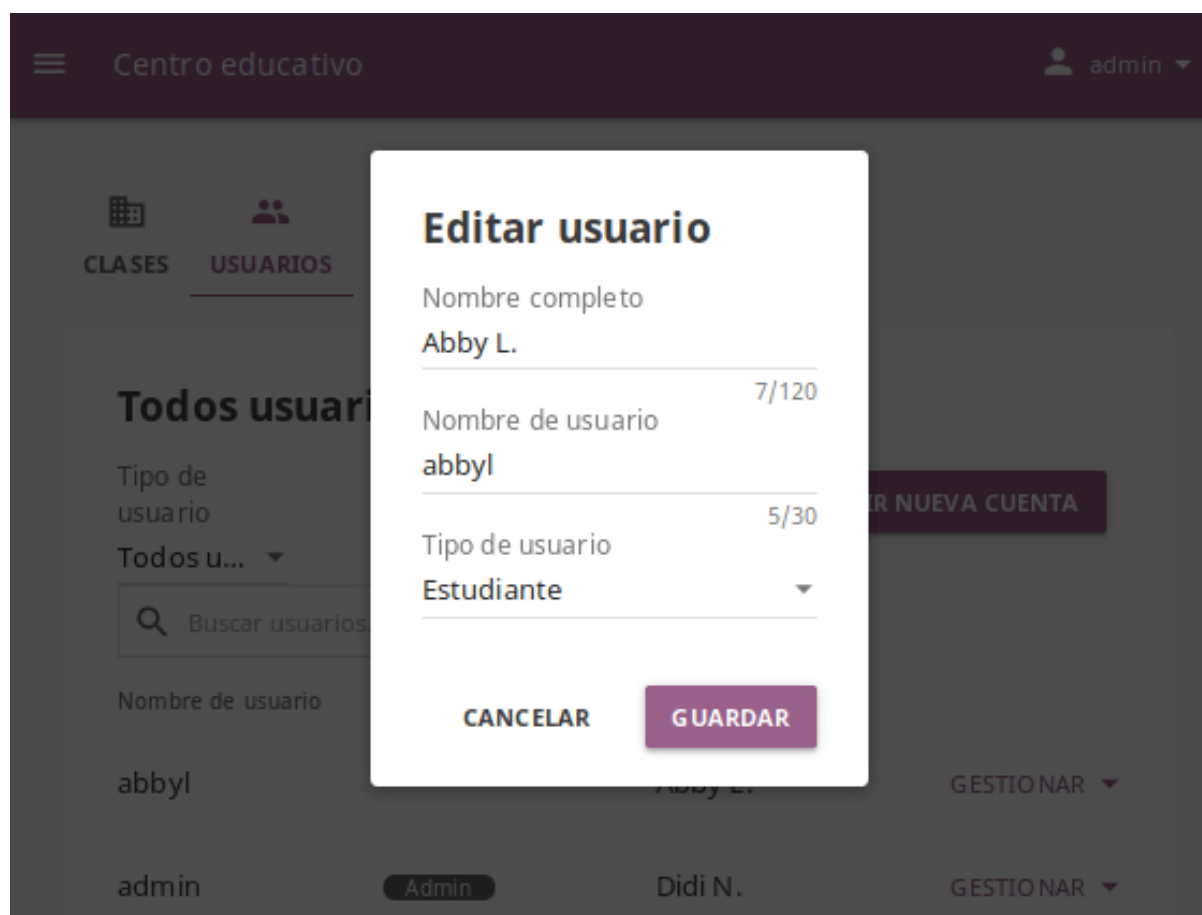 Centro educativo
admin
CLASES
USUARIOS
Editar usuario
Nombre completo
Abby L.
7/120
Nombre de usuario
abbyl
5/30
Tipo de usuario
Estudiante
CANCELAR
GUARDAR
Todos usuari
Tipo de
usuario
Todos u...
R NUEVA CUENTA
Buscar usuarios
Nombre de usuario
abbyl
Abby L.
GESTIONAR
admin
Admin
Didi N.
GESTIONAR